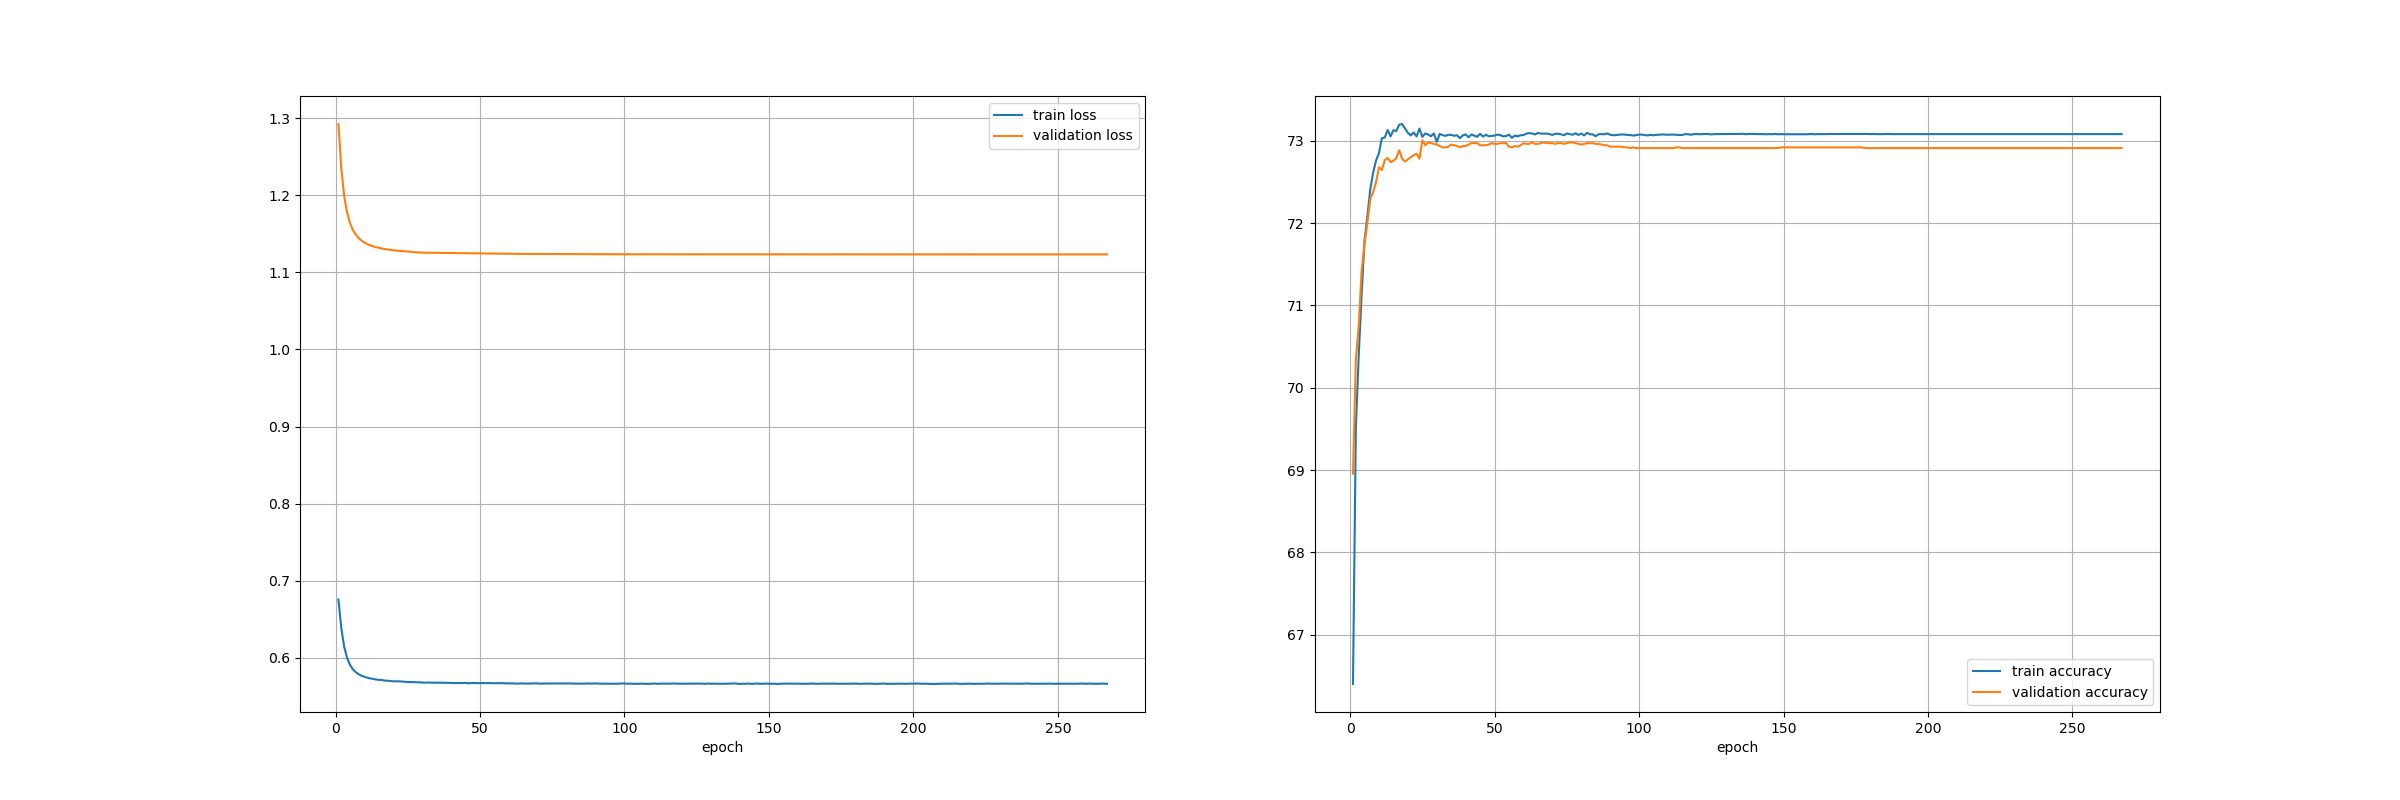 1.3
1.2
1.1
1.0
0.9
0.8
0.7
0.6
0 50 100 150 200 250
epoch
train loss
validation loss
73
72
71
70
69
68
67
0 50 100 150 200 250
epoch
train accuracy
validation accuracy